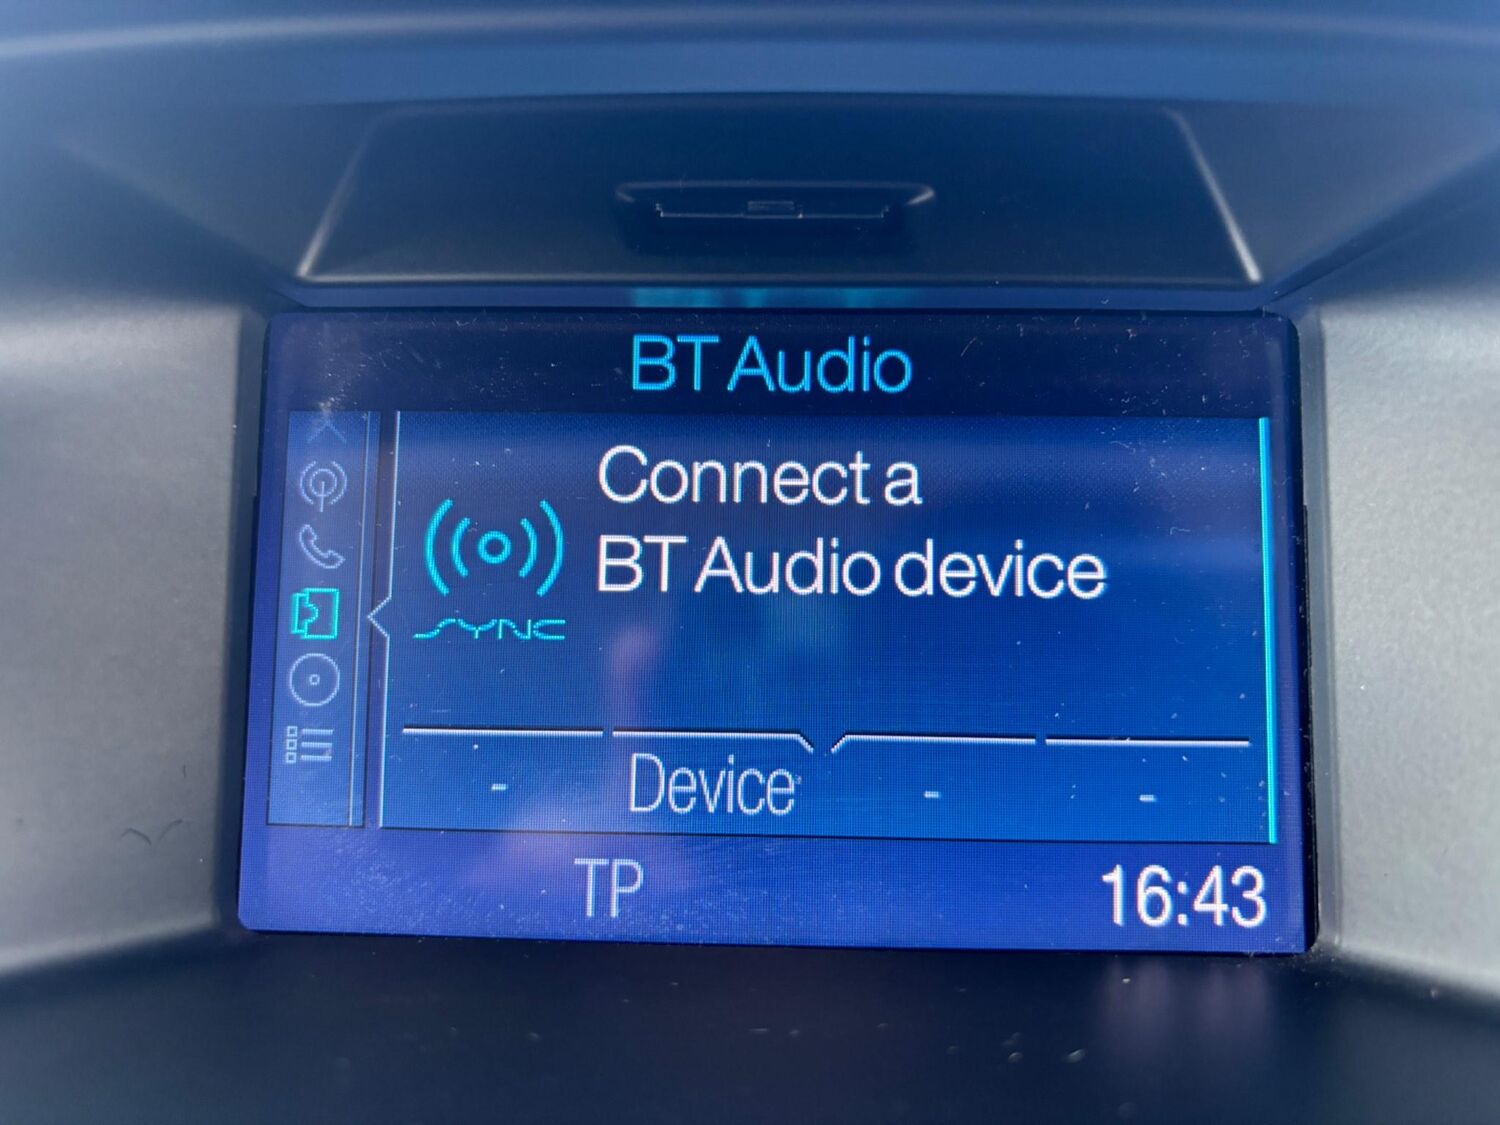 BT Audio
Connect a
BT Audio device
SYNC
- Device - -
TP 16:43